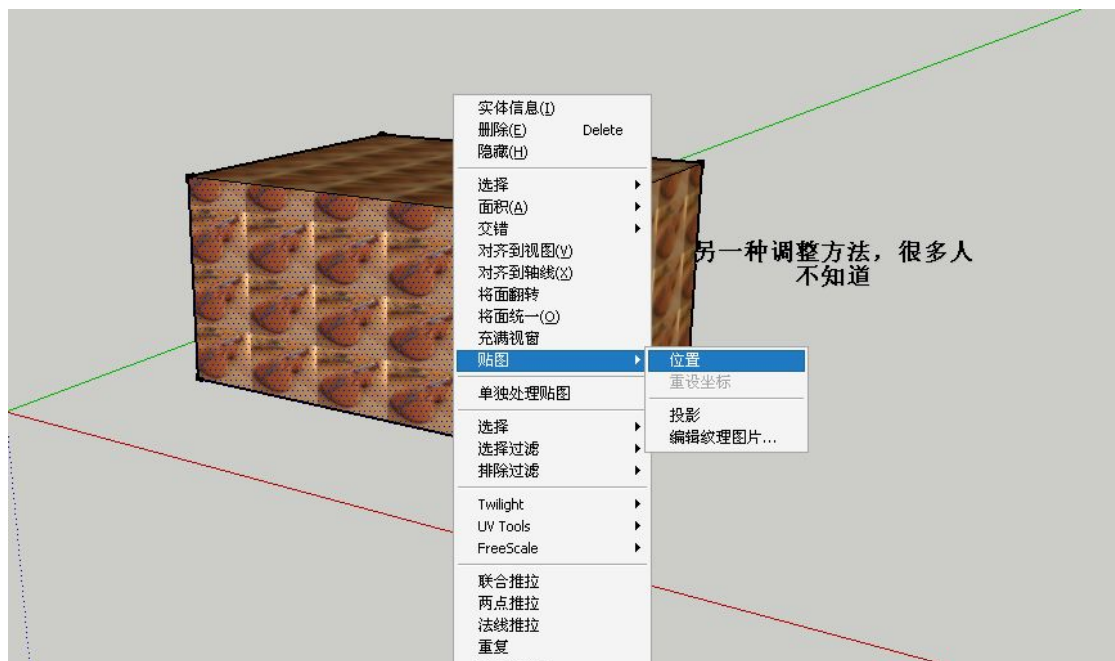 实体信息(I)
删除(E) Delete
隐藏(H)
选择
面积(A)
交错
对齐到视图(V)
对齐到轴线(X)
将面翻转
将面统一(O)
充满视窗
贴图
单独处理贴图
选择
选择过滤
排除过滤
Twilight
UV Tools
FreeScale
联合推拉
两点推拉
法线推拉
重复
位置
重设坐标
投影
编辑纹理图片...
另一种调整方法，很多人
不知道